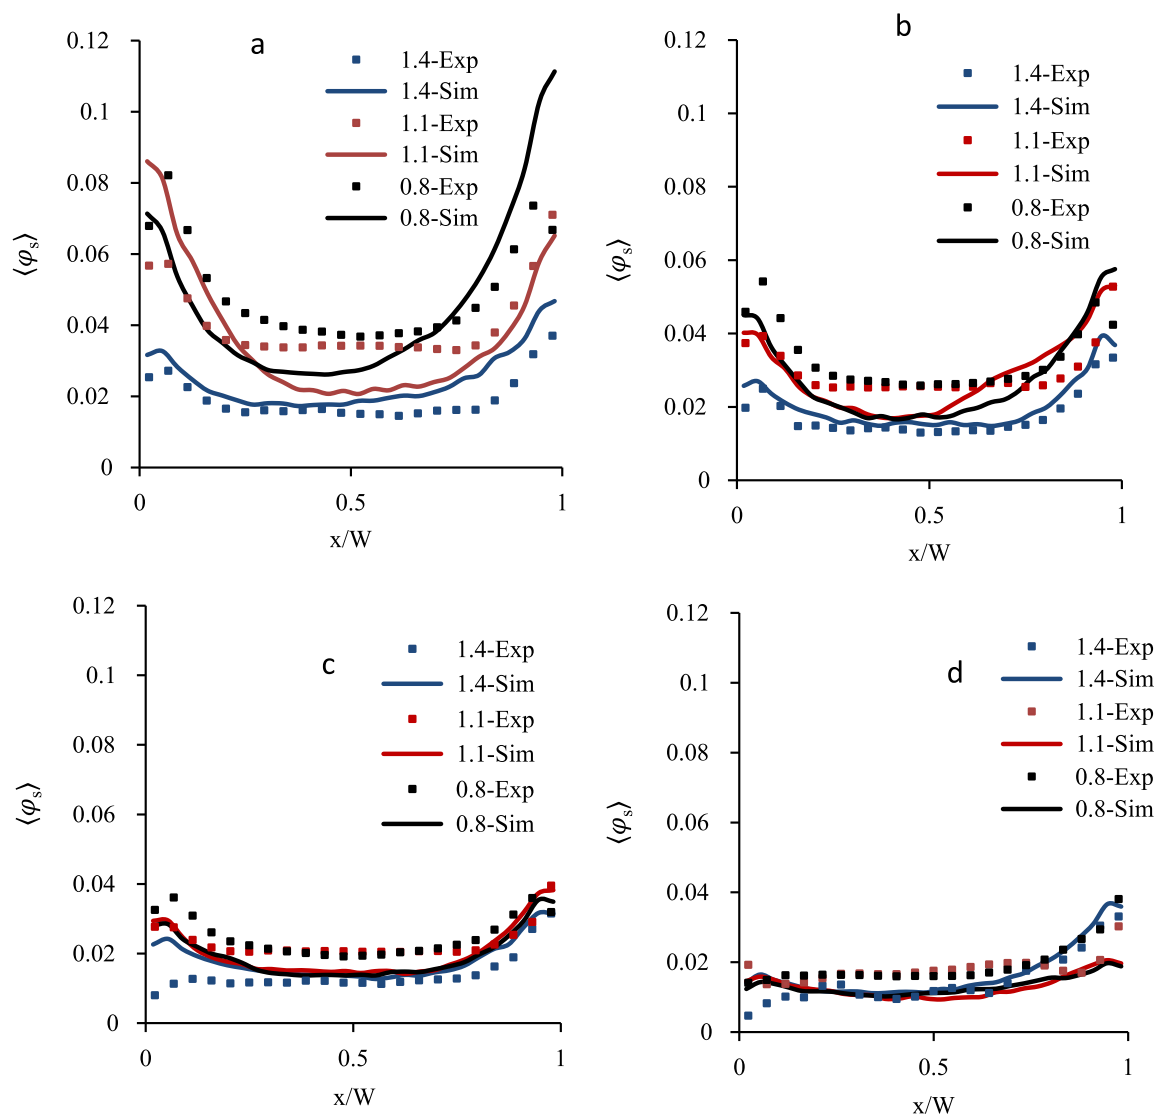 a
0.12
0.1
0.08
0.06
0.04
0.02
0
⟨φs⟩
1.4-Exp
1.4-Sim
1.1-Exp
1.1-Sim
0.8-Exp
0.8-Sim
0 0.5 1
x/W
b
0.12
0.1
0.08
0.06
0.04
0.02
0
⟨φs⟩
1.4-Exp
1.4-Sim
1.1-Exp
1.1-Sim
0.8-Exp
0.8-Sim
0 0.5 1
x/W
c
0.12
0.1
0.08
0.06
0.04
0.02
0
⟨φs⟩
1.4-Exp
1.4-Sim
1.1-Exp
1.1-Sim
0.8-Exp
0.8-Sim
0 0.5 1
x/W
d
0.12
0.1
0.08
0.06
0.04
0.02
0
⟨φs⟩
1.4-Exp
1.4-Sim
1.1-Exp
1.1-Sim
0.8-Exp
0.8-Sim
0 0.5 1
x/W